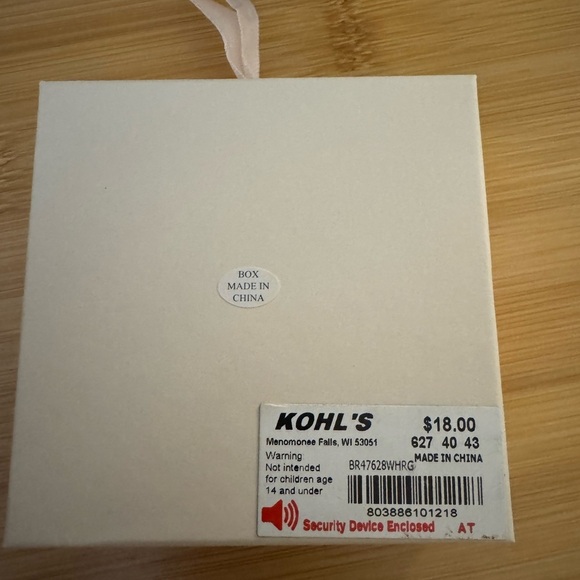 BOX
MADE IN
CHINA
KOHL'S
$18.00
Menomonee Falls, WI 53051
627 40 43
MADE IN CHINA
Warning
Not intended
for children age
14 and under
BR47628WHRG
803886101218
Security Device Enclosed AT